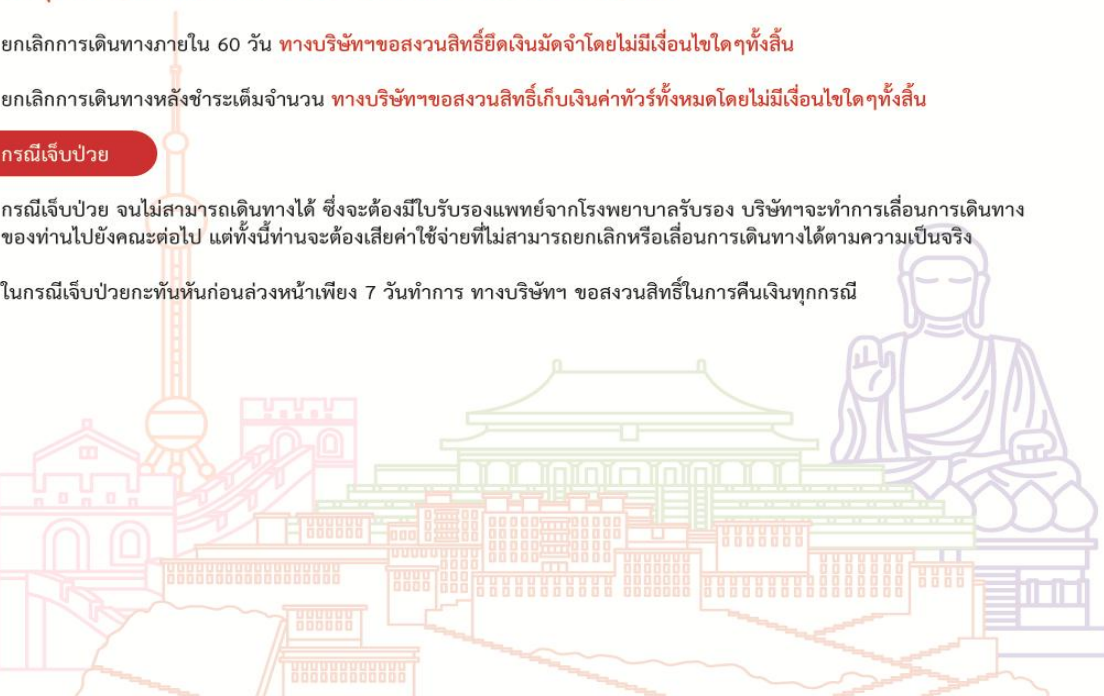 ยกเลิกการเดินทางภายใน 60 วัน ทางบริษัทฯขอสงวนสิทธิ์ยึดเงินมัดจำโดยไม่มีเงื่อนไขใดๆทั้งสิ้น
ยกเลิกการเดินทางหลังชำระเต็มจำนวน ทางบริษัทฯขอสงวนสิทธิ์เก็บเงินค่าทัวร์ทั้งหมดโดยไม่มีเงื่อนไขใดๆทั้งสิ้น
กรณีเจ็บป่วย
กรณีเจ็บป่วย จนไม่สามารถเดินทางได้ ซึ่งจะต้องมีใบรับรองแพทย์จากโรงพยาบาลรับรอง บริษัทฯจะทำการเลื่อนการเดินทาง
ของท่านไปยังคณะต่อไป แต่ทั้งนี้ท่านจะต้องเสียค่าใช้จ่ายที่ไม่สามารถยกเลิกหรือเลื่อนการเดินทางได้ตามความเป็นจริง
ในกรณีเจ็บป่วยกะทันหันก่อนล่วงหน้าเพียง 7 วันทำการ ทางบริษัทฯ ขอสงวนสิทธิ์ในการคืนเงินทุกกรณี